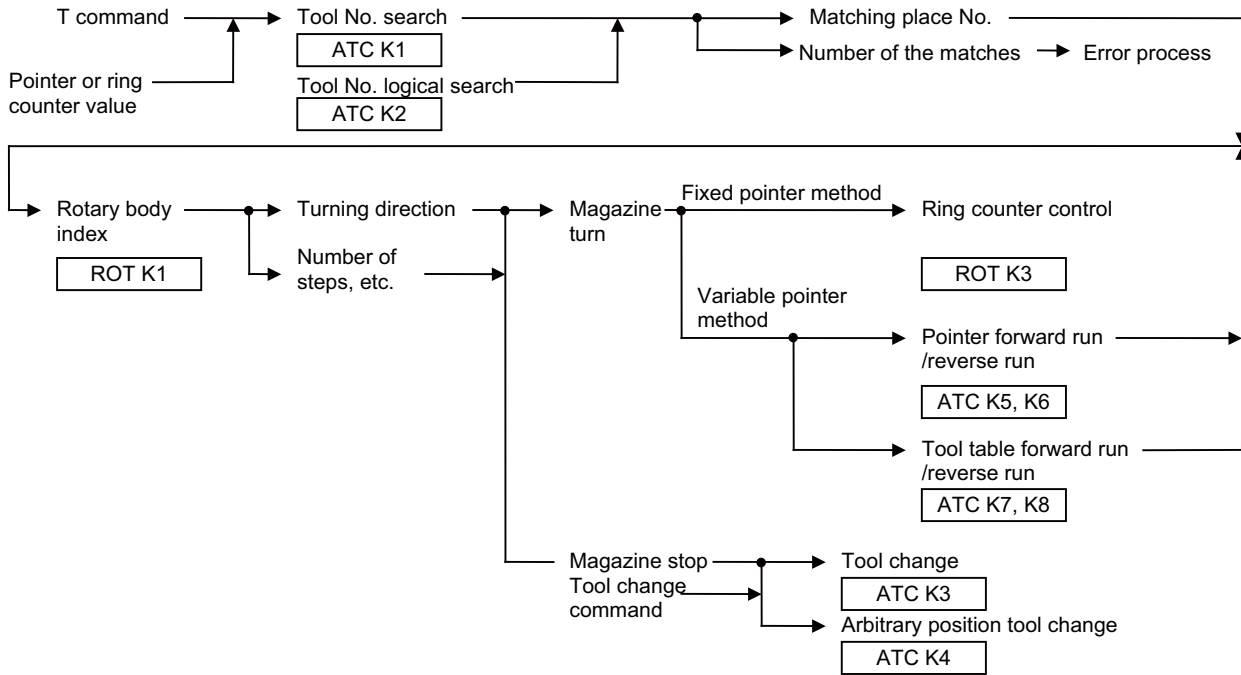 T command
Tool No. search
Matching place No.
ATC K1
Number of the matches
Error process
Pointer or ring
counter value
Tool No. logical search
ATC K2
Rotary body
index
Turning direction
Magazine
turn
Fixed pointer method
Ring counter control
ROT K1
Number of
steps, etc.
ROT K3
Variable pointer
method
Pointer forward run
/reverse run
ATC K5, K6
Tool table forward run
/reverse run
ATC K7, K8
Magazine stop
Tool change
command
Tool change
ATC K3
Arbitrary position tool change
ATC K4